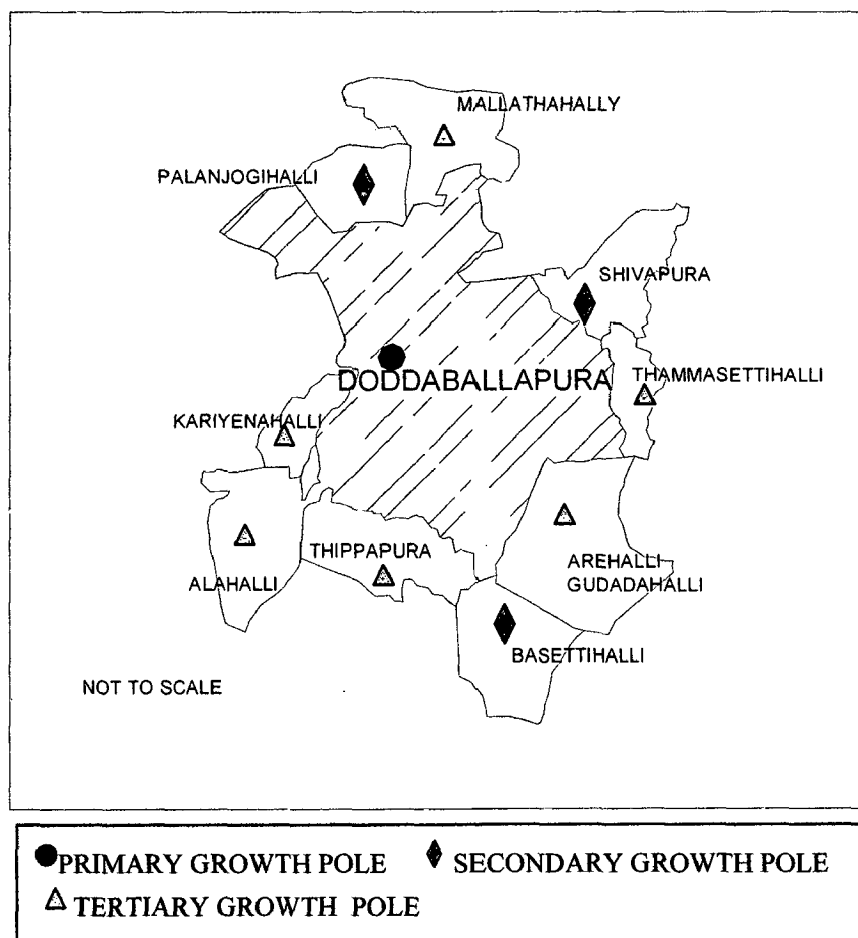 MALLATHAHALLY
PALANJOGIHALLI
SHIVAPURA
DODDABALLAPURA
THAMMASETTIHALLI
KARIYENAHALLI
THIPPAPURA
AREHALLI
GUDADAHALLI
ALAHALLI
BASETTIHALLI
NOT TO SCALE
PRIMARY GROWTH POLE
SECONDARY GROWTH POLE
TERTIARY GROWTH POLE